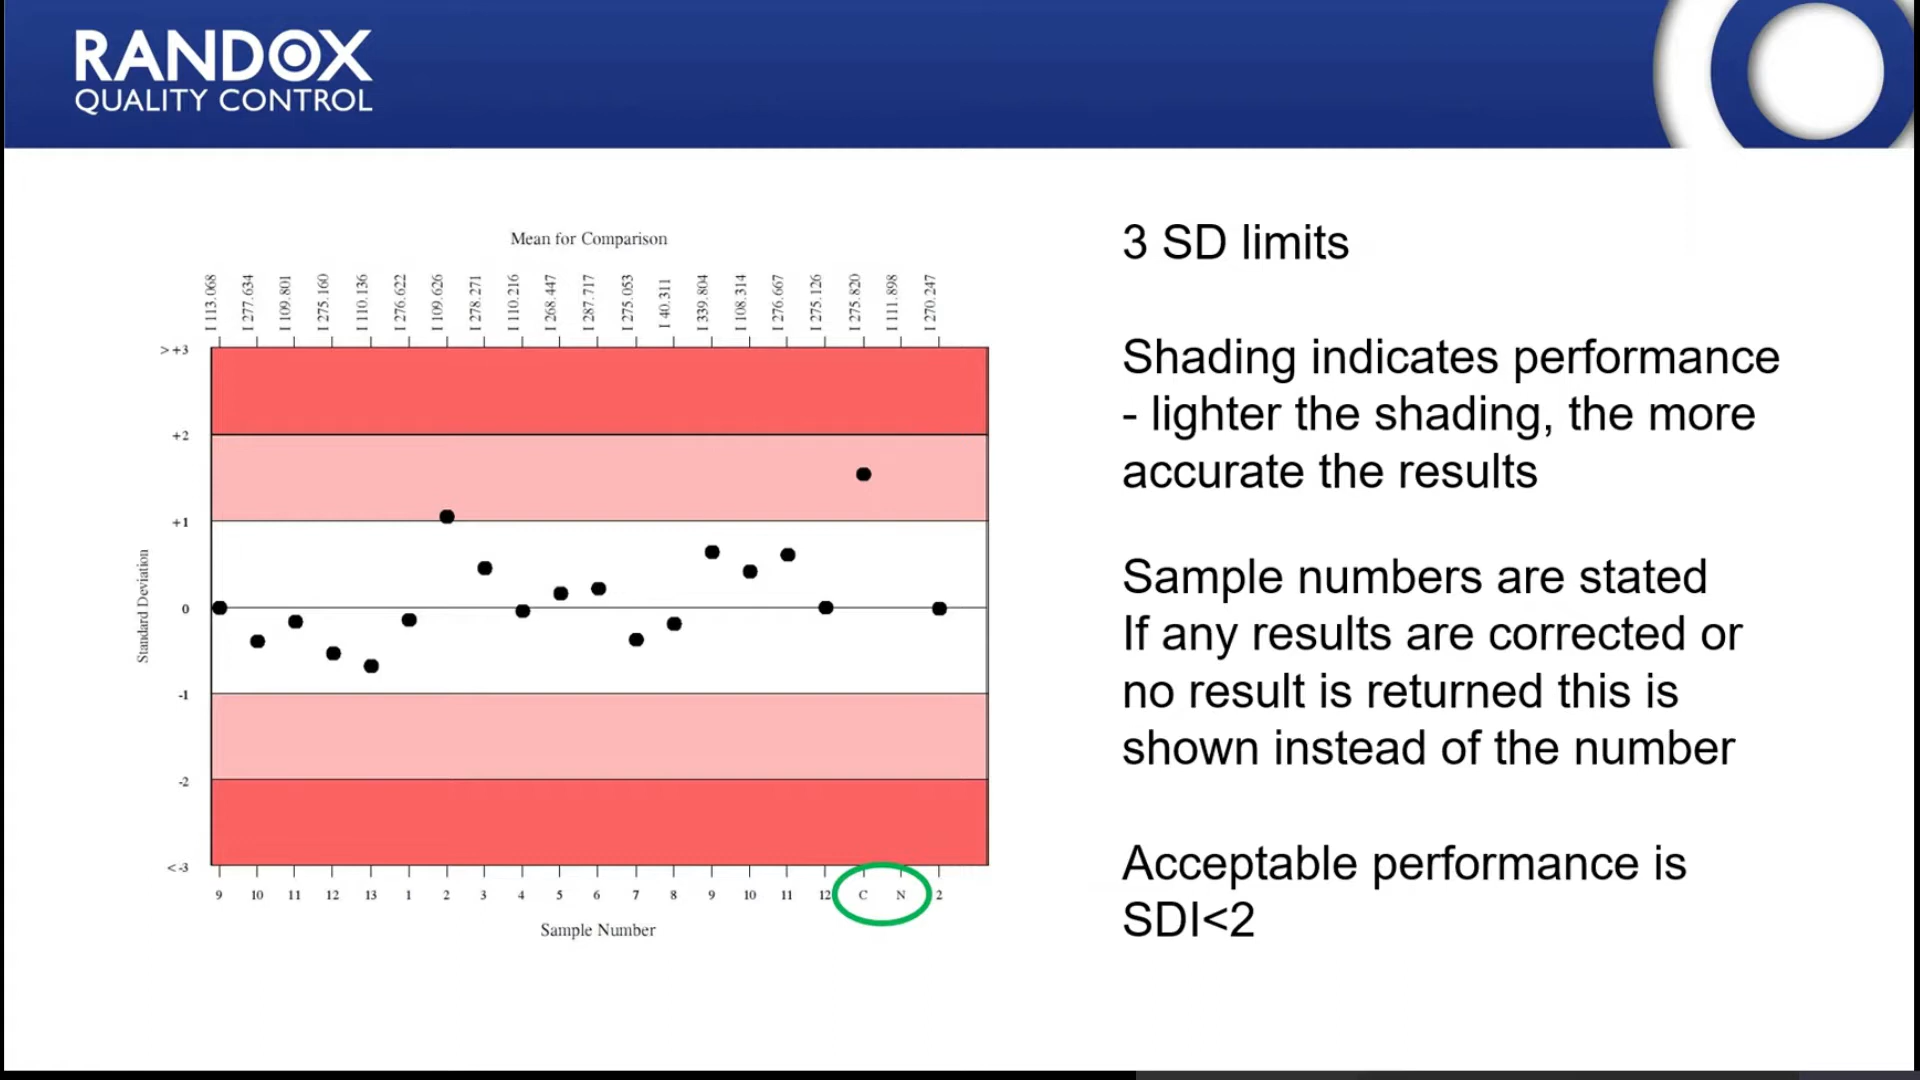 RANDOX
QUALITY CONTROL
Mean for Comparison
I 113.068 I 277.634 I 109.801 I 275.160 I 110.136 I 276.622 I 109.626 I 278.271 I 110.216 I 268.447 I 287.717 I 275.053 I 40.311 I 339.804 I 108.314 I 276.667 I 275.126 I 275.820 I 111.898 I 270.247
>+3
+2
+1
Standard Deviation
0
-1
-2
<-3
9 10 11 12 13 1 2 3 4 5 6 7 8 9 10 11 12 C N 2
Sample Number
3 SD limits
Shading indicates performance
- lighter the shading, the more
accurate the results
Sample numbers are stated
If any results are corrected or
no result is returned this is
shown instead of the number
Acceptable performance is
SDI<2